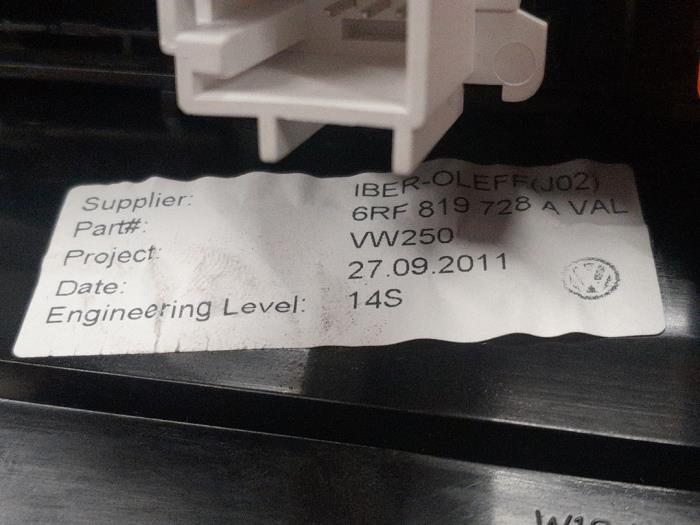 Supplier: IBER-OLEFF(J02)
Part#: 6RF 819 728 A VAL
Project: VW250
Date: 27.09.2011
Engineering Level: 14S